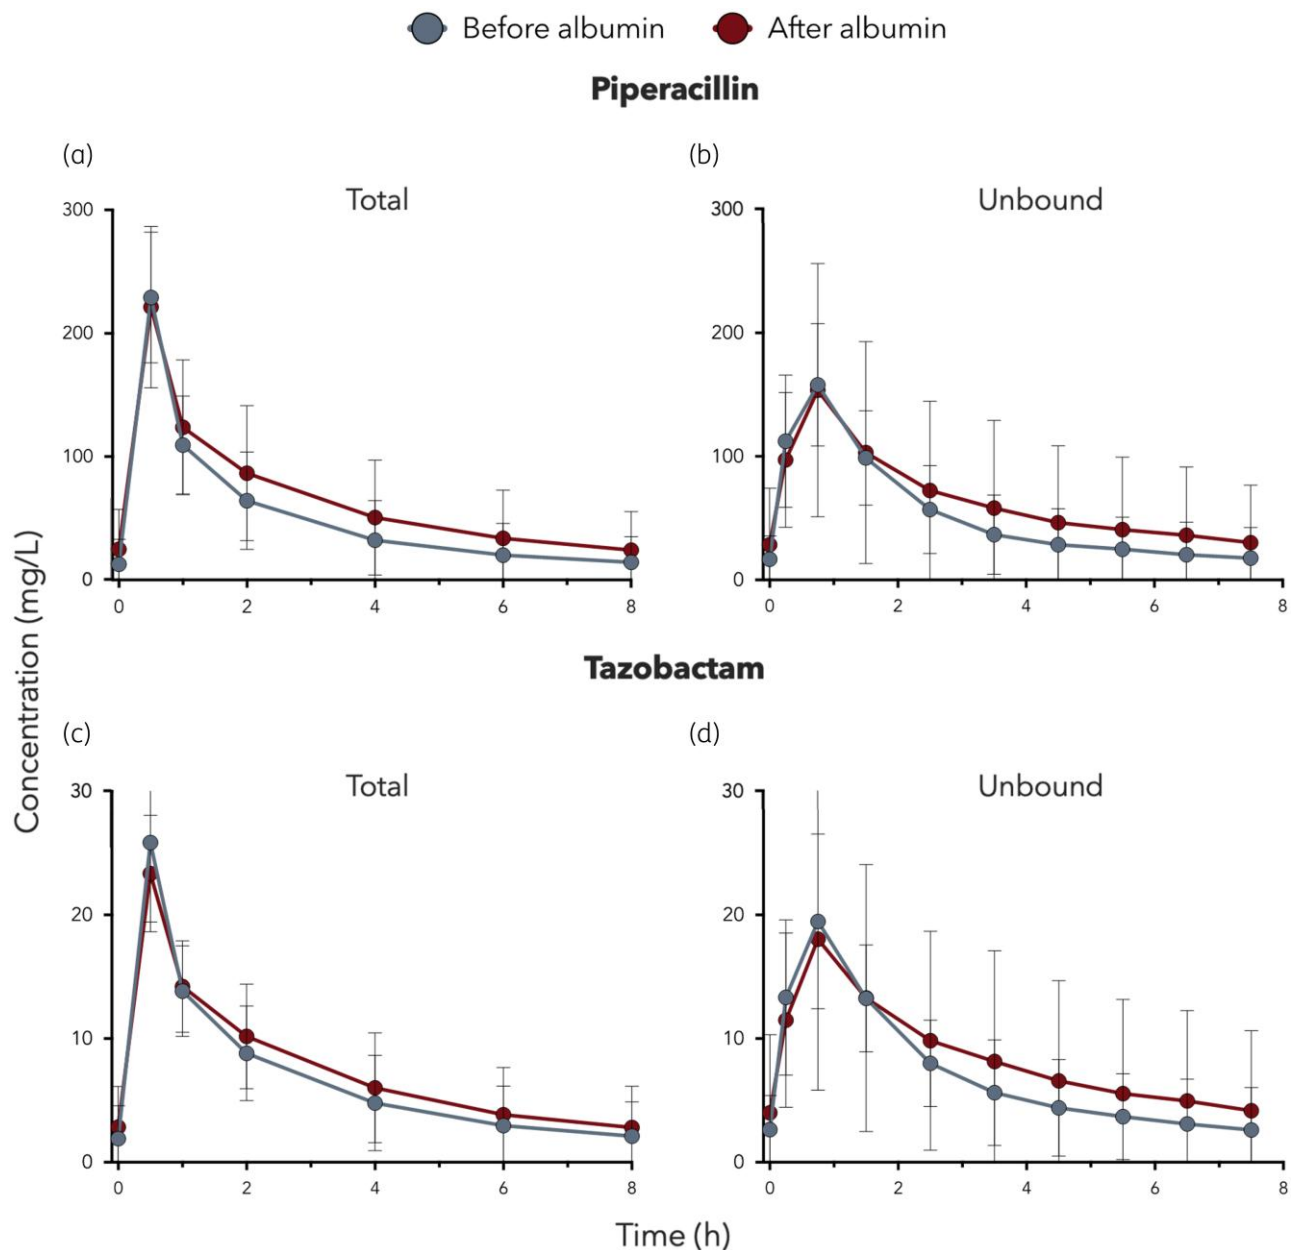 Before albumin After albumin
Piperacillin
(a) (b)
Total Unbound
300 300
200 200
100 100
0 0
0 2 4 6 8 0 2 4 6 8
Concentration (mg/L)
Tazobactam
(c) (d)
Total Unbound
30 30
20 20
10 10
0 0
0 2 4 6 8 0 2 4 6 8
Time (h)